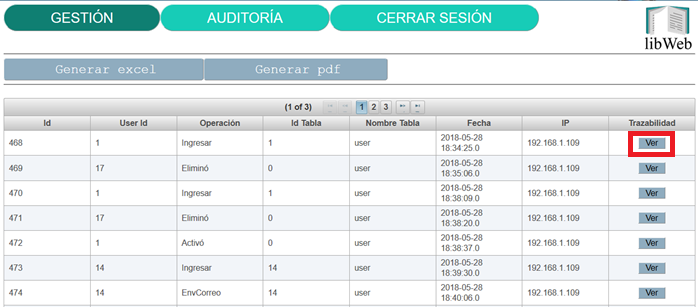 GESTIÓN AUDITORÍA CERRAR SESIÓN
libWeb
Generar excel Generar pdf
(1 of 3) 1 2 3
Id User Id Operación Id Tabla Nombre Tabla Fecha IP Trazabilidad
468 1 Ingresar 1 user 2018-05-28 18:34:25.0 192.168.1.109 Ver
469 17 Eliminó 0 user 2018-05-28 18:35:06.0 192.168.1.109 Ver
470 1 Ingresar 1 user 2018-05-28 18:38:09.0 192.168.1.109 Ver
471 17 Eliminó 0 user 2018-05-28 18:38:20.0 192.168.1.109 Ver
472 1 Activó 0 user 2018-05-28 18:38:37.0 192.168.1.109 Ver
473 14 Ingresar 14 user 2018-05-28 18:39:30.0 192.168.1.109 Ver
474 14 EnvCorreo 14 user 2018-05-28 18:40:06.0 192.168.1.109 Ver